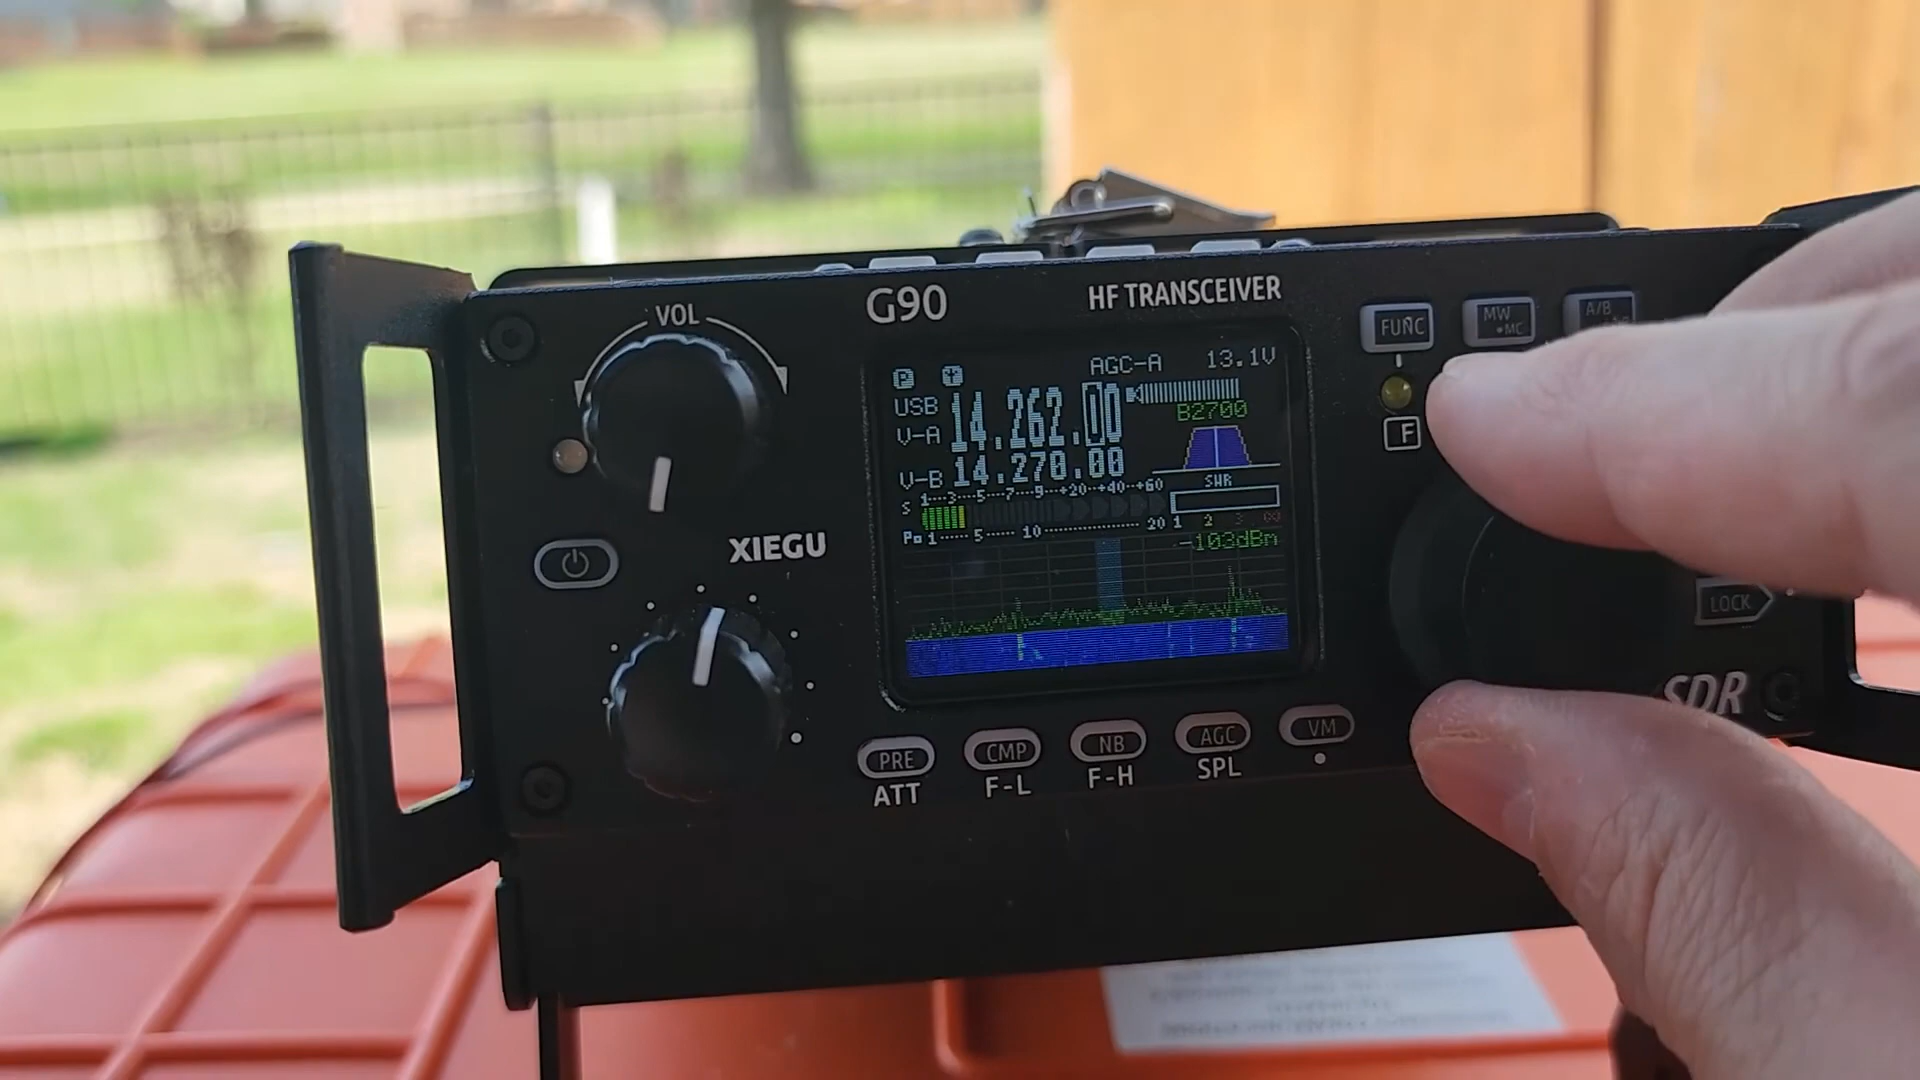 VOL
G90
HF TRANSCEIVER
FUNC
MW
•MC
A/B
F
P
AGC-A
13.1V
USB
14.262.00
B2700
V-A
V-B
14.270.00
S 1---3--5--7--9--+20--+40--+60
SWR
1 2 3 ∞
Po 1----- 5----- 10--------------- 20
-103dBm
XIEGU
LOCK
SDR
PRE
CMP
NB
AGC
VM
ATT
F-L
F-H
SPL